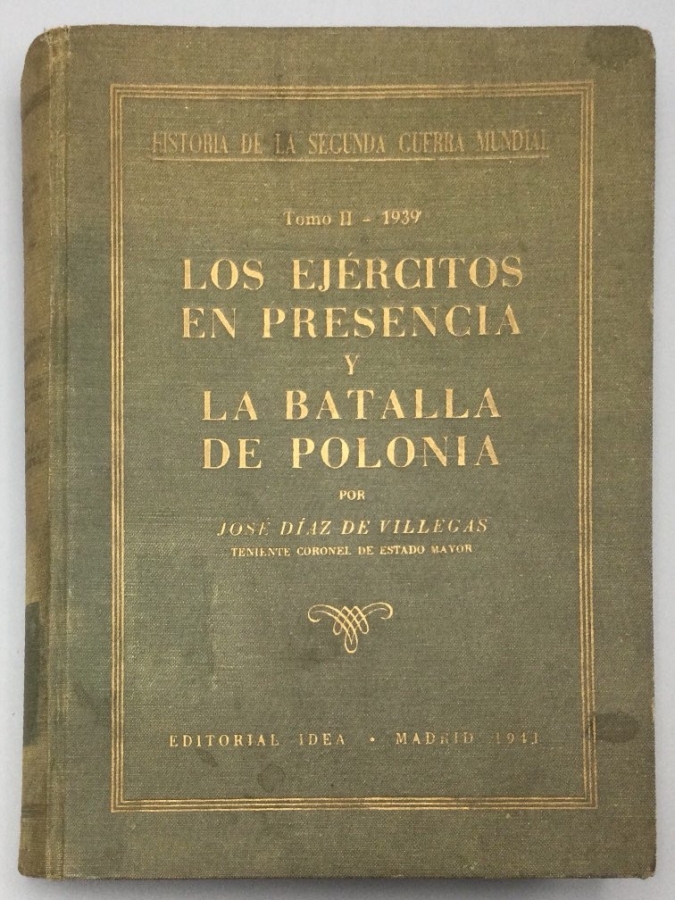 HISTORIA DE LA SEGUNDA GUERRA MUNDIAL
Tomo II - 1939
LOS EJÉRCITOS
EN PRESENCIA
Y
LA BATALLA
DE POLONIA
POR
JOSÉ DÍAZ DE VILLEGAS
TENIENTE CORONEL DE ESTADO MAYOR
EDITORIAL IDEA • MADRID